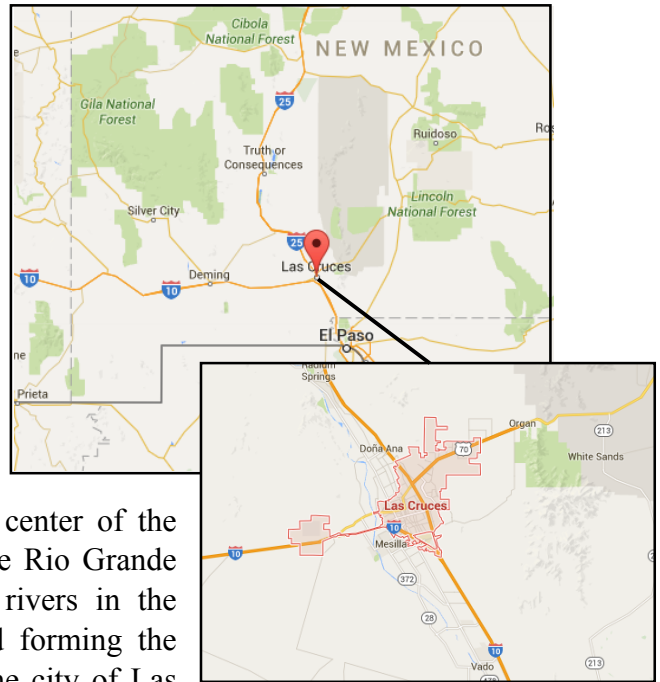 Cibola
National Forest
NEW MEXICO
25
Gila National
Forest
Ruidoso
Truth or
Consequences
Lincoln
National Forest
Silver City
25
Las Cruces
10
Deming
10
El Paso
Prieta
Springs
Organ
213
Doña Ana
70
White Sands
Las Cruces
10
Mesilla
10
372
28
10
213
Vado
center of the
e Rio Grande
rivers in the
d forming the
he city of Las